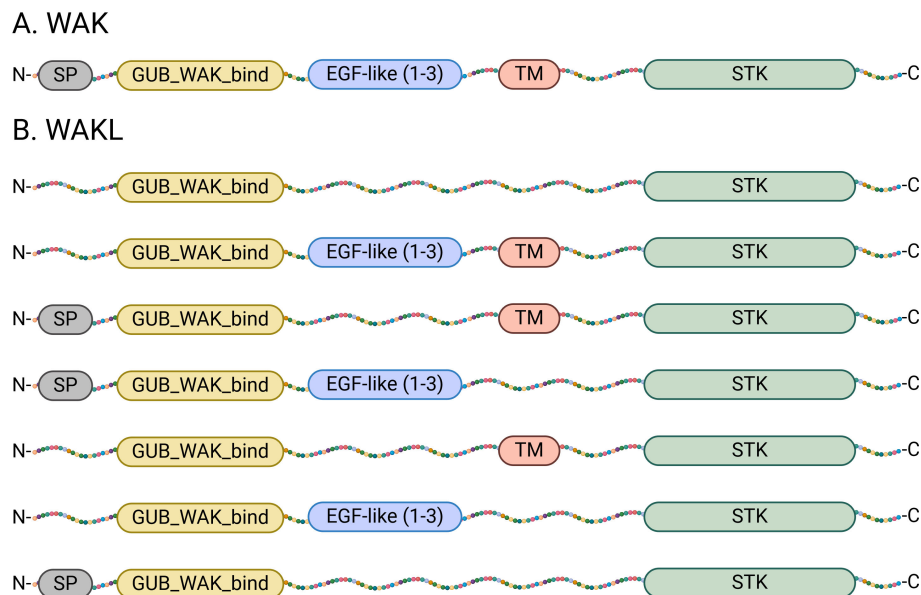 A. WAK
N- SP GUB_WAK_bind EGF-like (1-3) TM STK -C
B. WAKL
N- GUB_WAK_bind STK -C
N- GUB_WAK_bind EGF-like (1-3) TM STK -C
N- SP GUB_WAK_bind TM STK -C
N- SP GUB_WAK_bind EGF-like (1-3) STK -C
N- GUB_WAK_bind TM STK -C
N- GUB_WAK_bind EGF-like (1-3) STK -C
N- SP GUB_WAK_bind STK -C